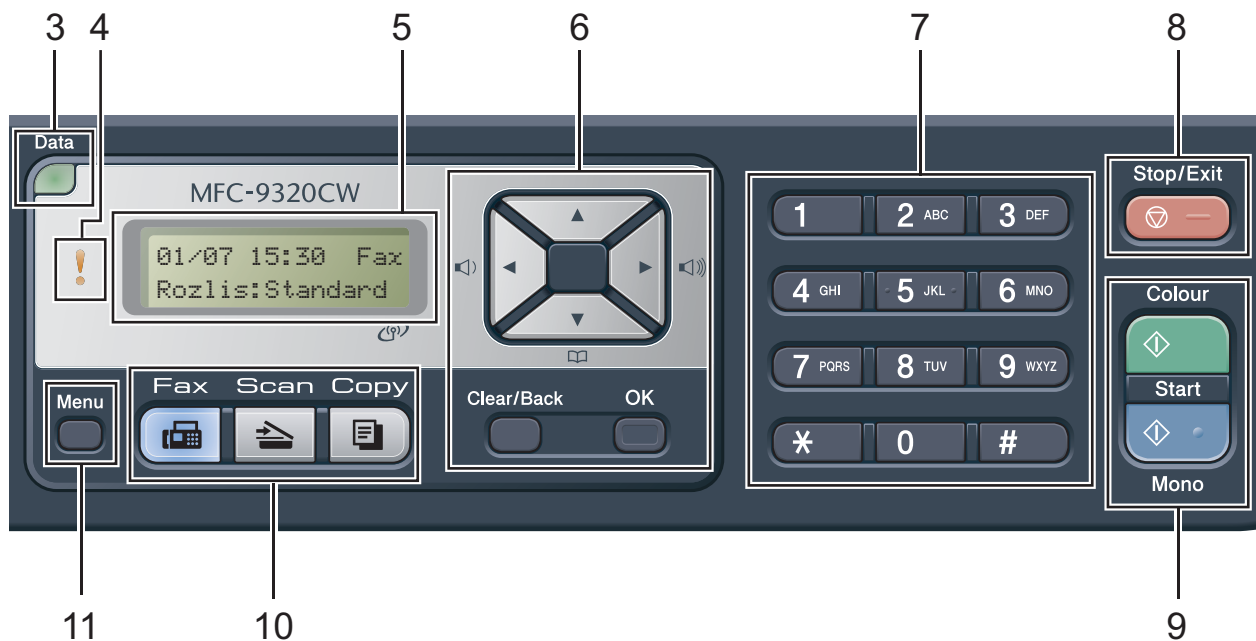 3 4 5 6 7 8
Data
MFC-9320CW
01/07 15:30 Fax
Rozlis:Standard
Fax Scan Copy
Menu
Clear/Back OK
1 2 ABC 3 DEF
4 GHI 5 JKL 6 MNO
7 PQRS 8 TUV 9 WXYZ
* 0 #
Stop/Exit
Colour
Start
Mono
11 10 9